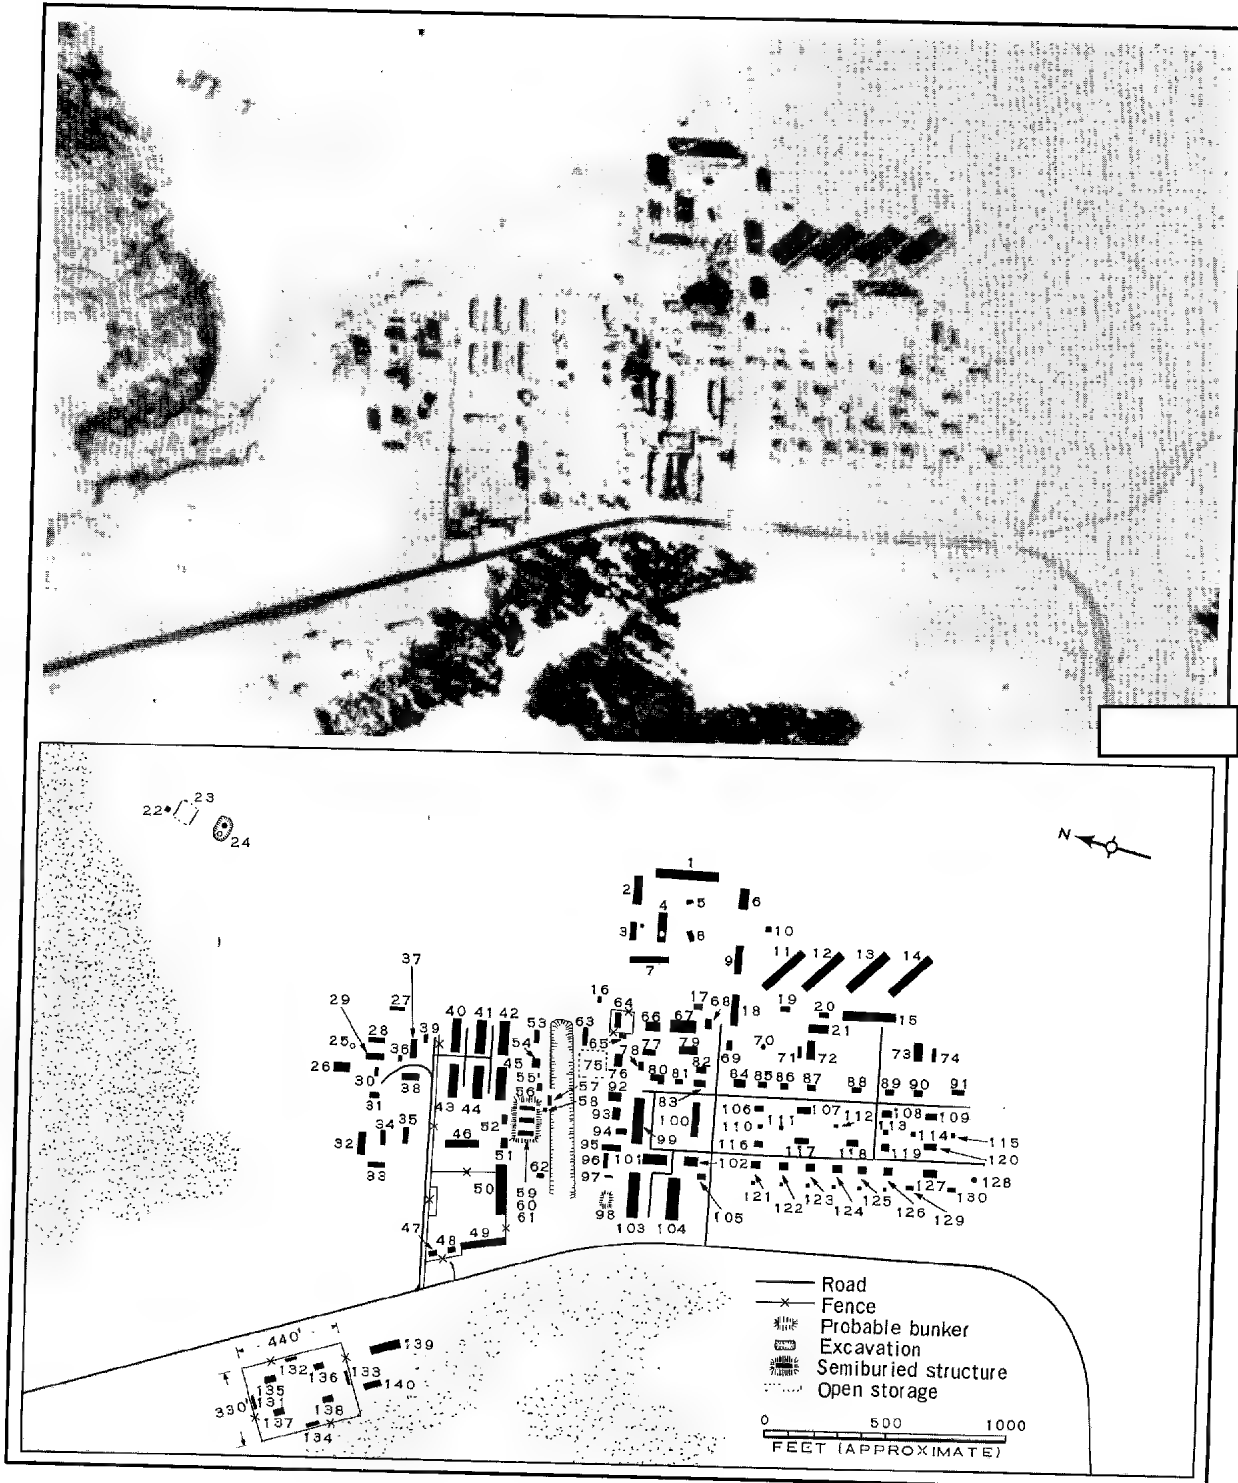 22 23
24
N
1
2
4 5 6
3 8 10
7 9 11 12 13 14
37
16 17 68 18 19 20
29 27 40 41 42 64 15
25 28 36 39 53 63 65 66 67 21
54 78 77 79 69 70 71 72 73 74
26 45 75 76 82
30 38 55 57 92 80 81 84 85 86 87 88 89 90 91
31 43 44 56 58 83
32 34 35 52 93 100 106 107 112 108 109
46 94 99 110 111 113 114 115
33 51 95 116 117 118 119 120
62 96 101 102
50 97 121 122 123 124 125 126 127 128
59 98 105 129 130
60
61
47 48 49 103 104
Road
Fence
Probable bunker
Excavation
Semiburied structure
Open storage
440'
139
132 136 133 140
135
330' 131
137 138
134
0 500 1000
FEET (APPROXIMATE)